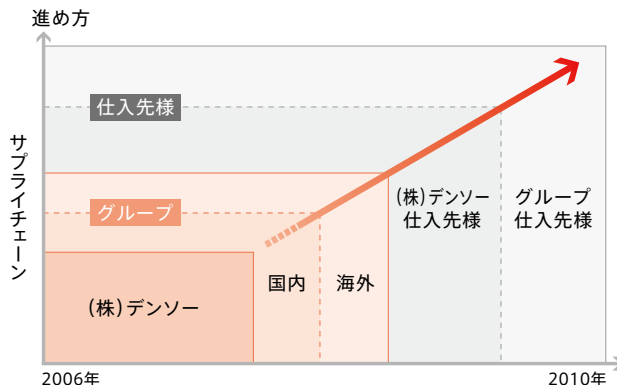 進め方
サプライチェーン
仕入先様
グループ
(株)デンソー
国内
海外
(株)デンソー
仕入先様
グループ
仕入先様
2006年
2010年